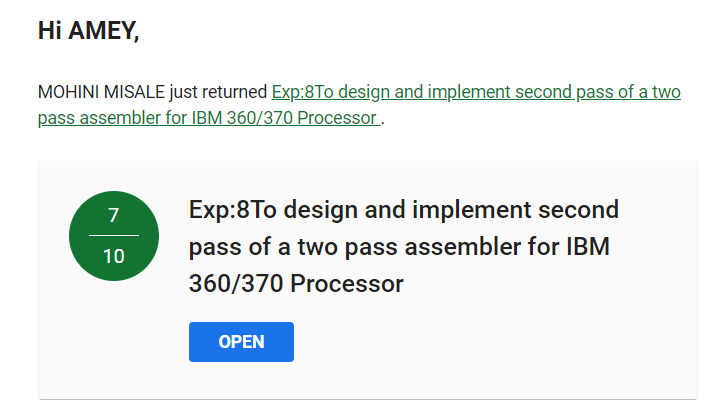 Hi AMEY,
MOHINI MISALE just returned Exp:8To design and implement second pass of a two
pass assembler for IBM 360/370 Processor .
7
10
Exp:8To design and implement second
pass of a two pass assembler for IBM
360/370 Processor
OPEN